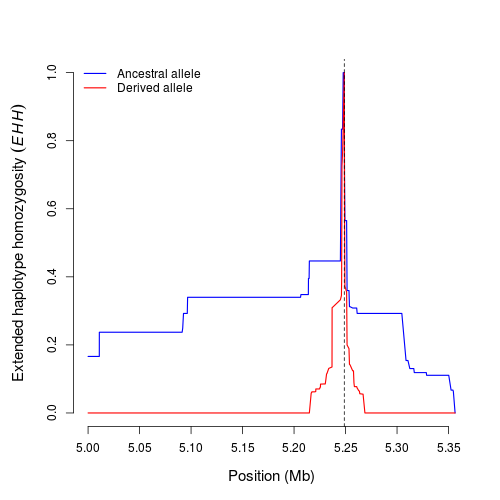 Ancestral allele
Derived allele
Extended haplotype homozygosity (EHH)
1.0
0.8
0.6
0.4
0.2
0.0
5.00 5.05 5.10 5.15 5.20 5.25 5.30 5.35
Position (Mb)